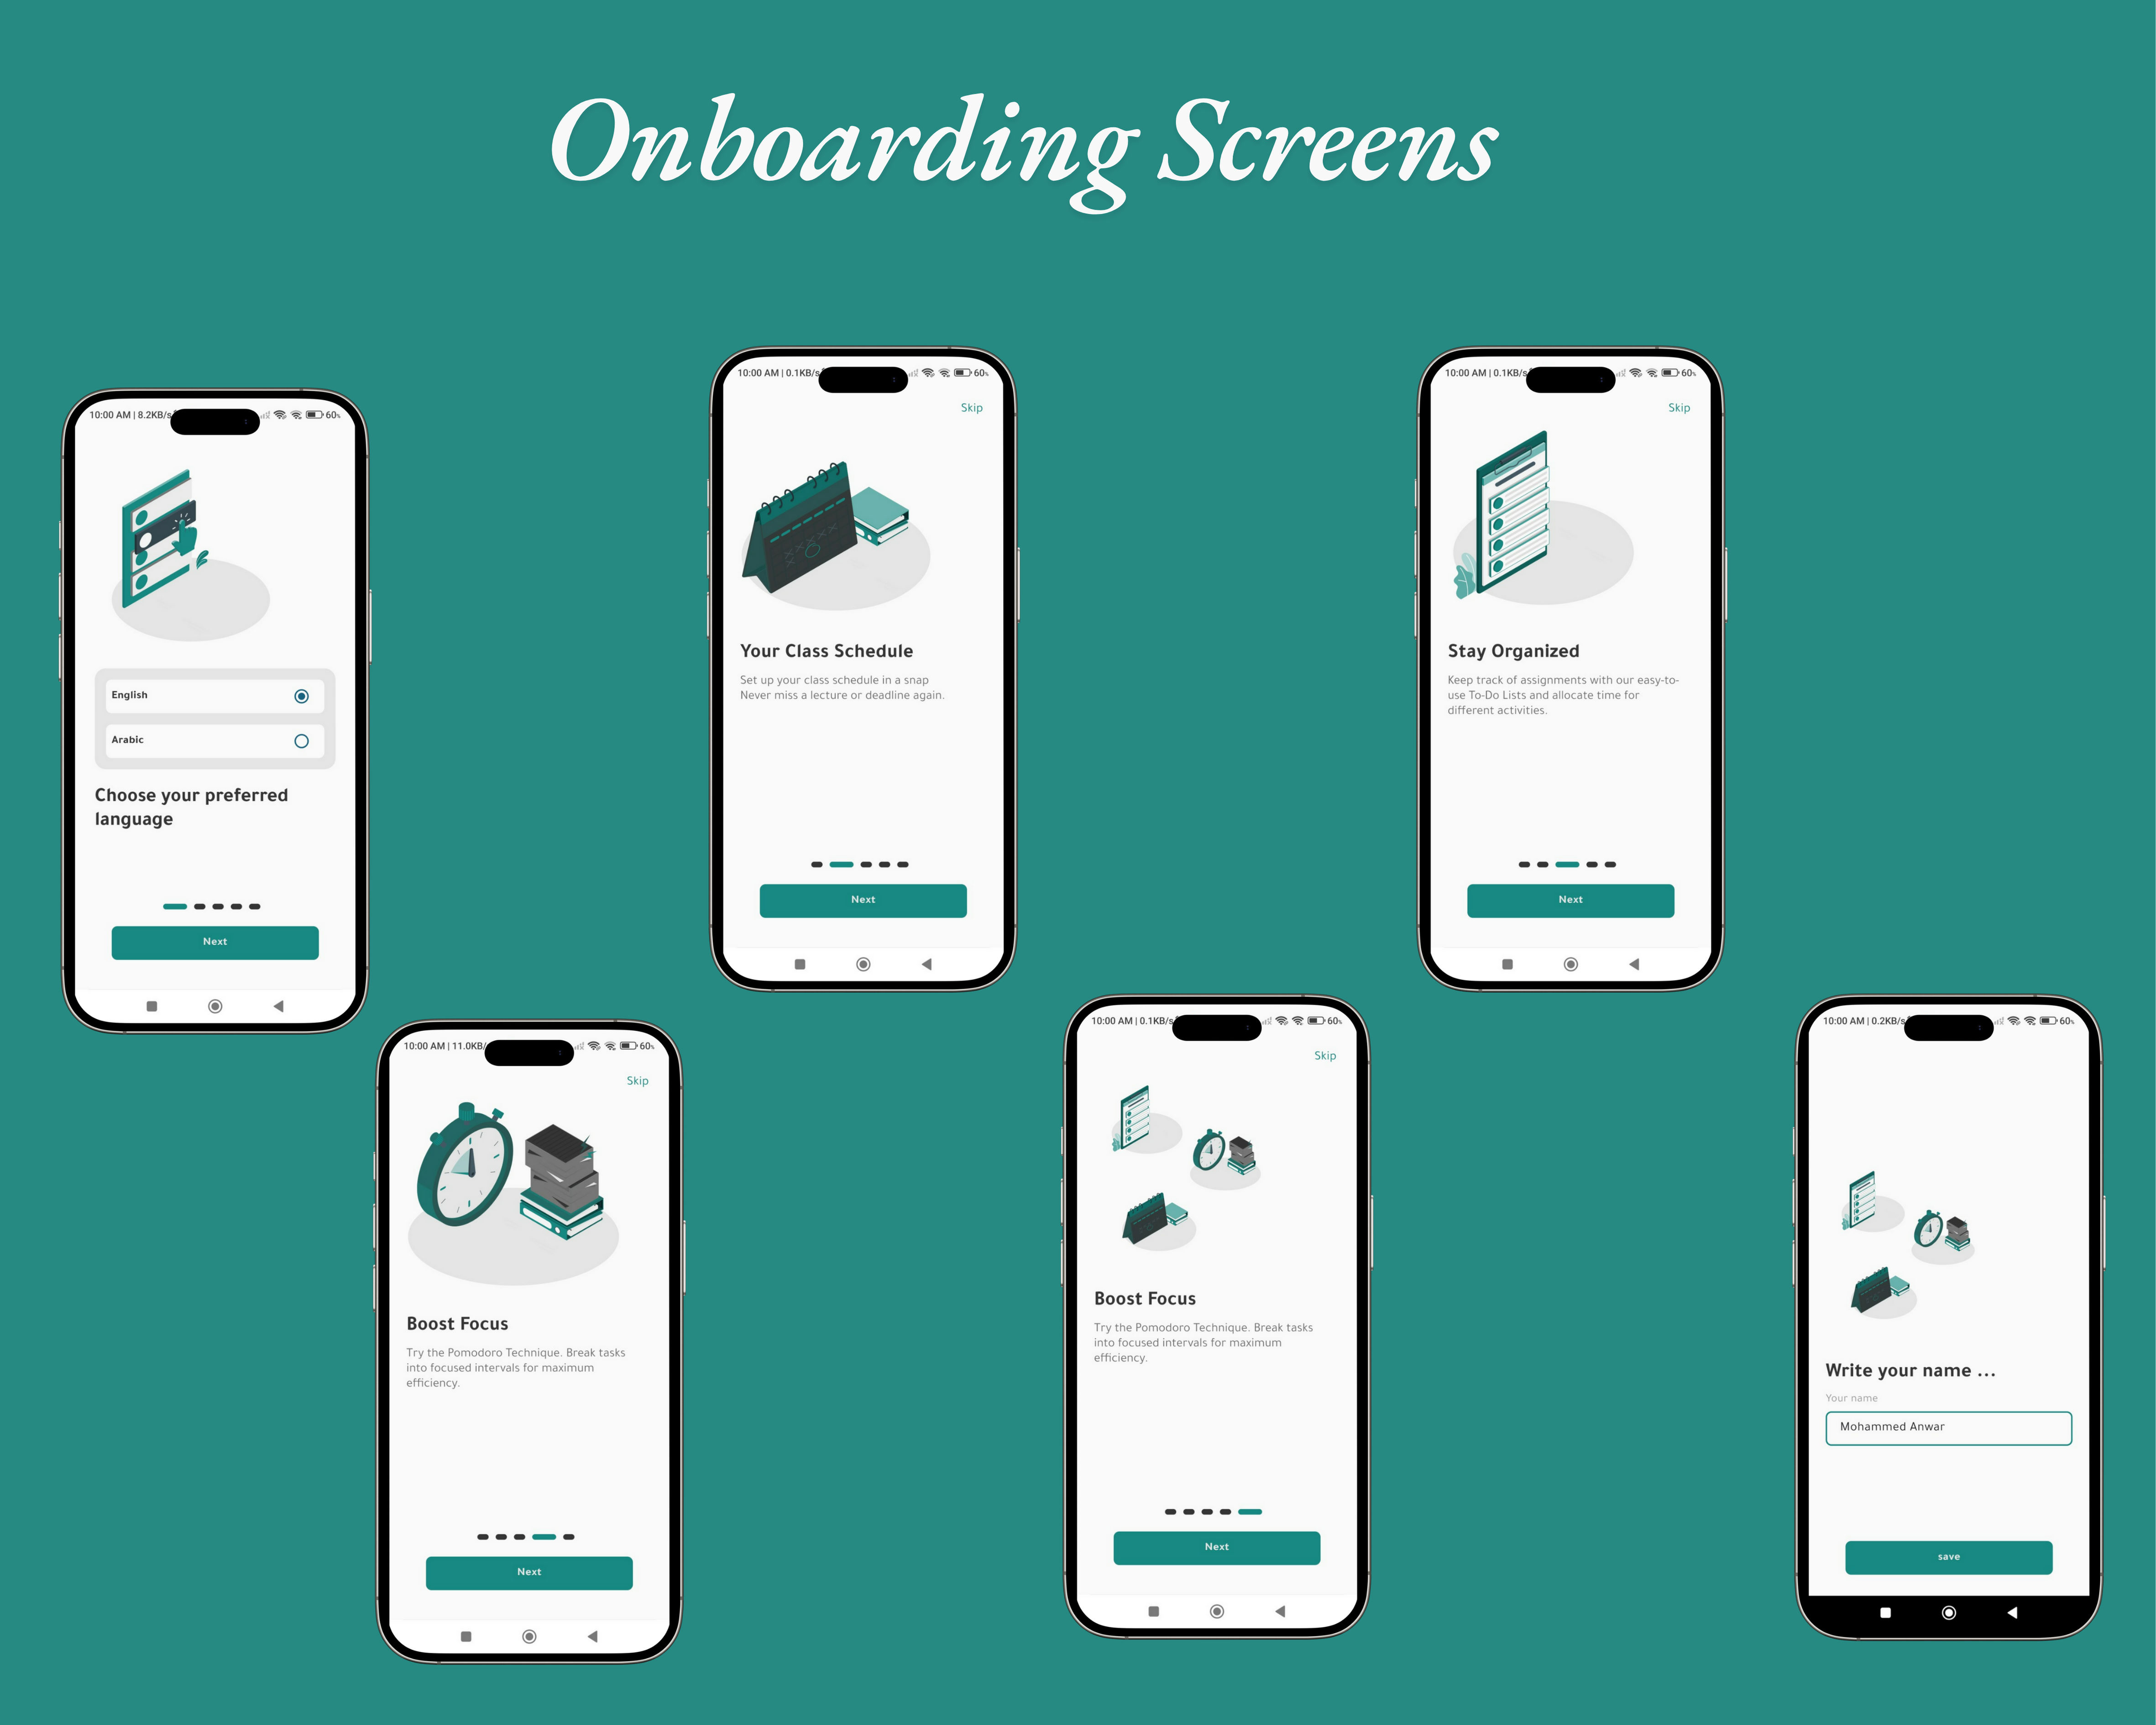 Onboarding Screens
10:00 AM | 8.2KB/s
60%
English
Arabic
Choose your preferred
language
Next
10:00 AM | 0.1KB/s
60%
Skip
Your Class Schedule
Set up your class schedule in a snap
Never miss a lecture or deadline again.
Next
10:00 AM | 0.1KB/s
60%
Skip
Stay Organized
Keep track of assignments with our easy-to-
use To-Do Lists and allocate time for
different activities.
Next
10:00 AM | 11.0KB/
60%
Skip
Boost Focus
Try the Pomodoro Technique. Break tasks
into focused intervals for maximum
efficiency.
Next
10:00 AM | 0.1KB/s
60%
Skip
Boost Focus
Try the Pomodoro Technique. Break tasks
into focused intervals for maximum
efficiency.
Next
10:00 AM | 0.2KB/s
60%
Write your name ...
Your name
Mohammed Anwar
save